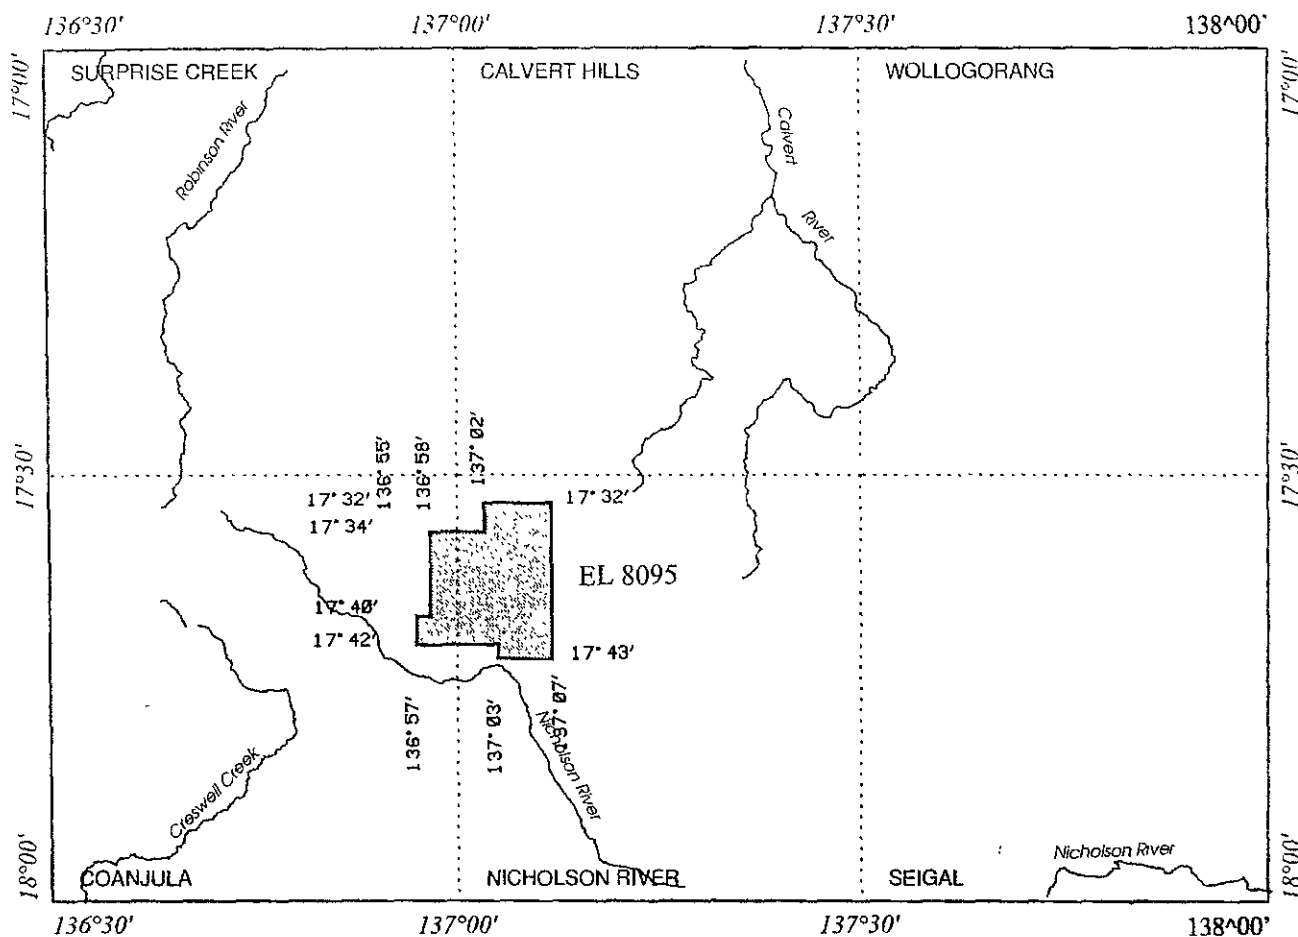 136°30' 137°00' 137°30' 138^00'
17°00' 17°00'
SURPRISE CREEK CALVERT HILLS WOLLOGORANG
Robinson River
Calvert
River
17°30' 17°30'
136° 55' 136° 58' 137° 02'
17° 32' 17° 32'
17° 34'
EL 8095
17° 40'
17° 42' 17° 43'
136° 57' 137° 03' 137° 07'
Nicholson River
Creswell Creek
Nicholson River
COANJULA NICHOLSON RIVER SEIGAL
18°00' 18°00'
136°30' 137°00' 137°30' 138^00'